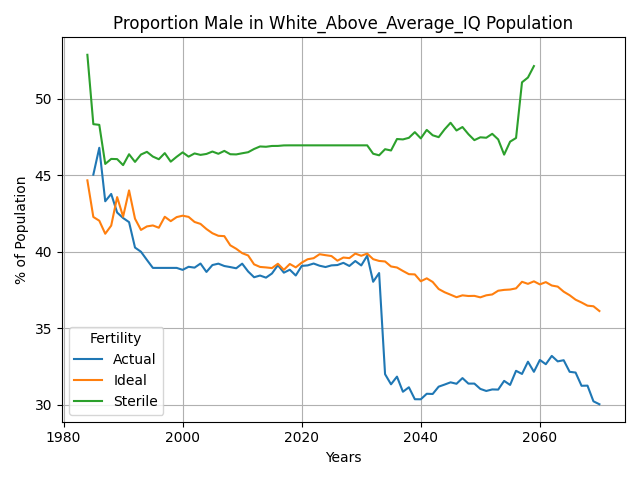 Proportion Male in White_Above_Average_IQ Population
% of Population
50
45
40
35
30
Fertility
Actual
Ideal
Sterile
1980
2000
2020
2040
2060
Years